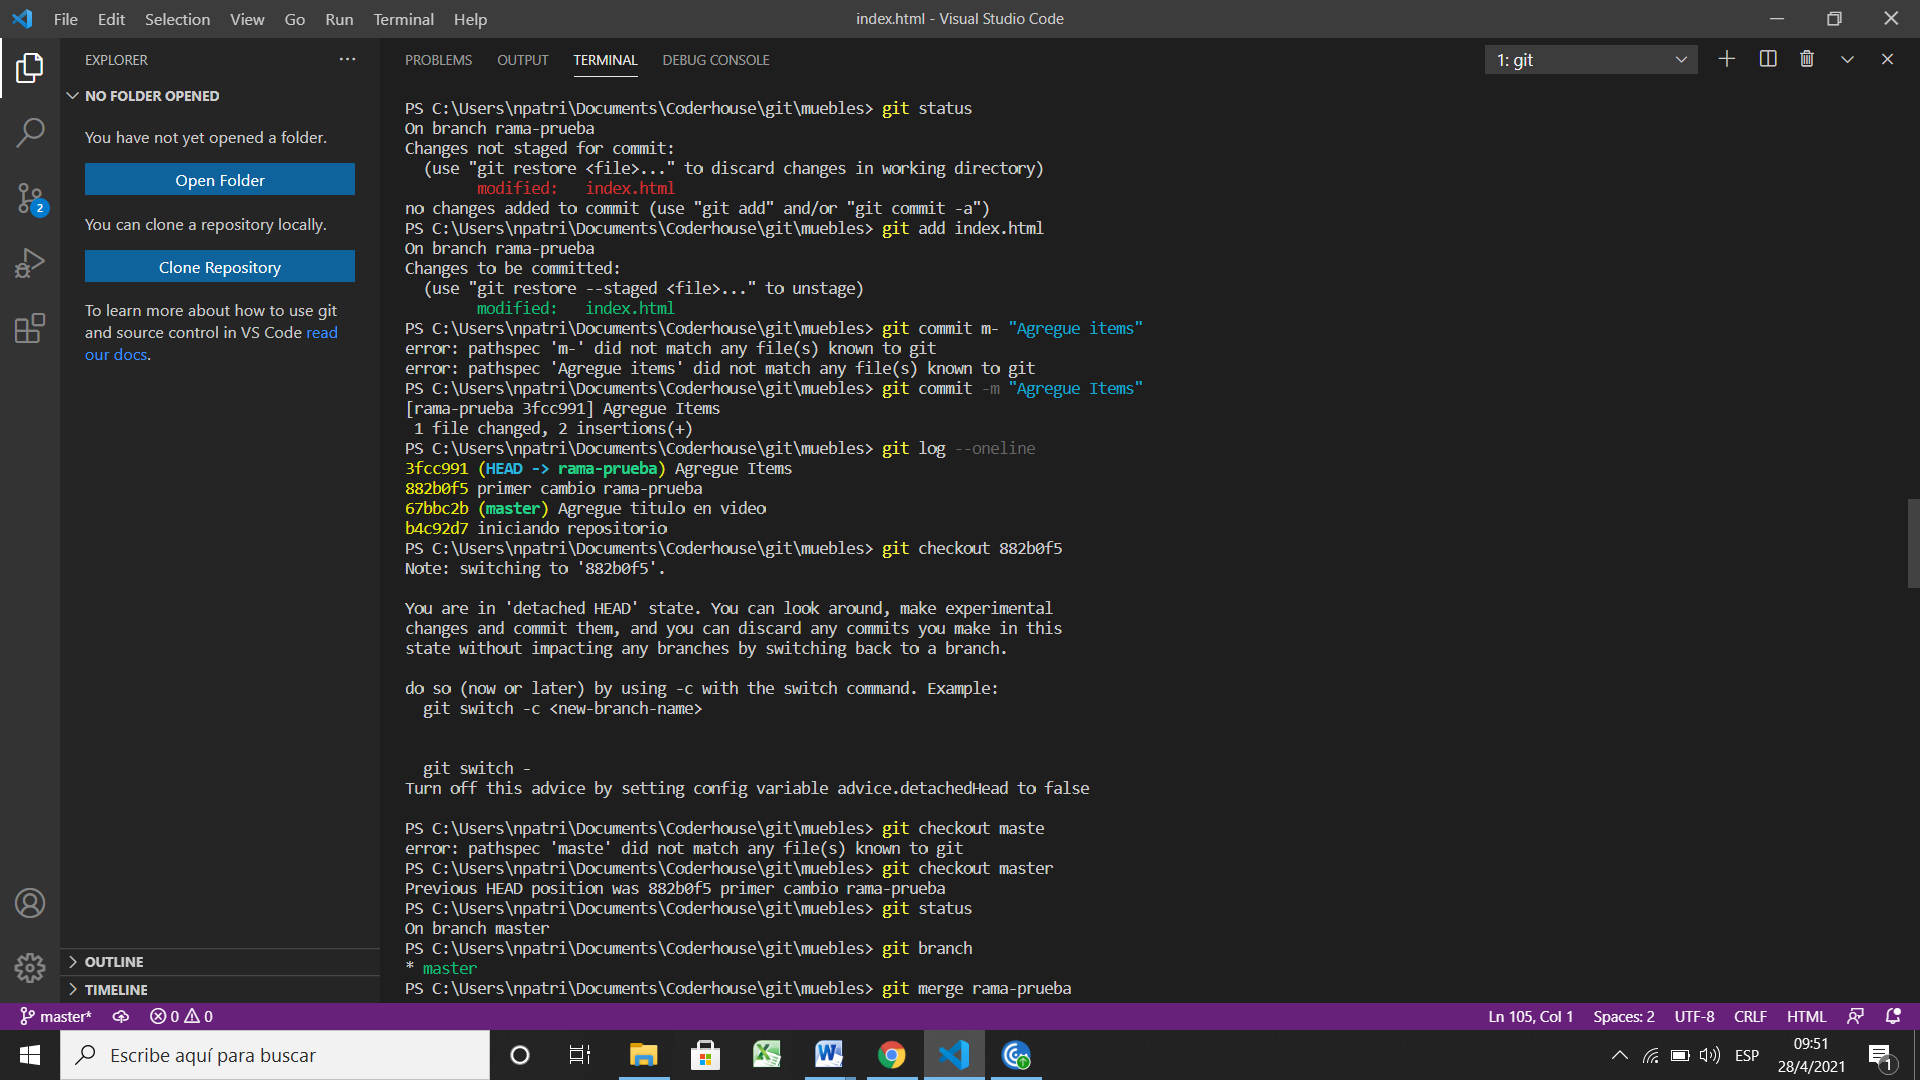 File Edit Selection View Go Run Terminal Help
index.html - Visual Studio Code
EXPLORER
NO FOLDER OPENED
You have not yet opened a folder.
Open Folder
You can clone a repository locally.
Clone Repository
To learn more about how to use git
and source control in VS Code read
our docs.
2
OUTLINE
TIMELINE
PROBLEMS OUTPUT TERMINAL DEBUG CONSOLE
1: git
PS C:\Users\npatri\Documents\Coderhouse\git\muebles> git status
On branch rama-prueba
Changes not staged for commit:
(use "git restore <file>..." to discard changes in working directory)
modified: index.html
no changes added to commit (use "git add" and/or "git commit -a")
PS C:\Users\npatri\Documents\Coderhouse\git\muebles> git add index.html
On branch rama-prueba
Changes to be committed:
(use "git restore --staged <file>..." to unstage)
modified: index.html
PS C:\Users\npatri\Documents\Coderhouse\git\muebles> git commit m- "Agregue items"
error: pathspec 'm-' did not match any file(s) known to git
error: pathspec 'Agregue items' did not match any file(s) known to git
PS C:\Users\npatri\Documents\Coderhouse\git\muebles> git commit -m "Agregue Items"
[rama-prueba 3fcc991] Agregue Items
1 file changed, 2 insertions(+)
PS C:\Users\npatri\Documents\Coderhouse\git\muebles> git log --oneline
3fcc991 (HEAD -> rama-prueba) Agregue Items
882b0f5 primer cambio rama-prueba
67bbc2b (master) Agregue titulo en video
b4c92d7 iniciando repositorio
PS C:\Users\npatri\Documents\Coderhouse\git\muebles> git checkout 882b0f5
Note: switching to '882b0f5'.
You are in 'detached HEAD' state. You can look around, make experimental
changes and commit them, and you can discard any commits you make in this
state without impacting any branches by switching back to a branch.
do so (now or later) by using -c with the switch command. Example:
git switch -c <new-branch-name>
git switch -
Turn off this advice by setting config variable advice.detachedHead to false
PS C:\Users\npatri\Documents\Coderhouse\git\muebles> git checkout maste
error: pathspec 'maste' did not match any file(s) known to git
PS C:\Users\npatri\Documents\Coderhouse\git\muebles> git checkout master
Previous HEAD position was 882b0f5 primer cambio rama-prueba
PS C:\Users\npatri\Documents\Coderhouse\git\muebles> git status
On branch master
PS C:\Users\npatri\Documents\Coderhouse\git\muebles> git branch
* master
PS C:\Users\npatri\Documents\Coderhouse\git\muebles> git merge rama-prueba
master* 0 0
Ln 105, Col 1 Spaces: 2 UTF-8 CRLF HTML
Escribe aquí para buscar
ESP
09:51
28/4/2021
1